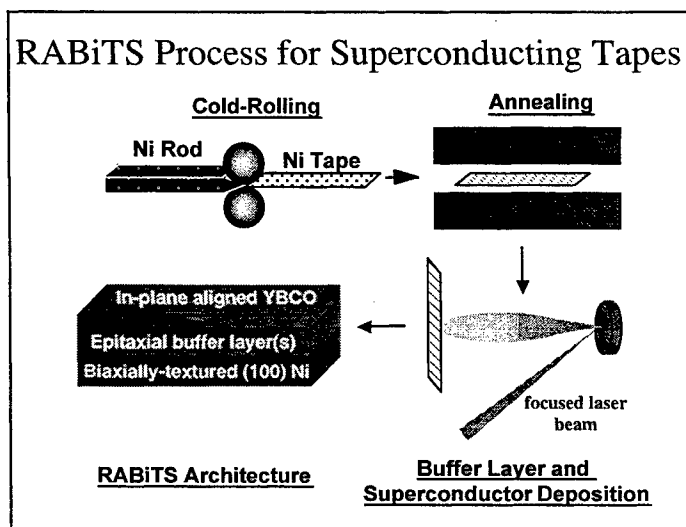 RABiTS Process for Superconducting Tapes
Cold-Rolling
Annealing
Ni Rod
Ni Tape
In-plane aligned YBCO
Epitaxial buffer layer(s)
Biaxially-textured (100) Ni
focused laser
beam
RABiTS Architecture
Buffer Layer and
Superconductor Deposition